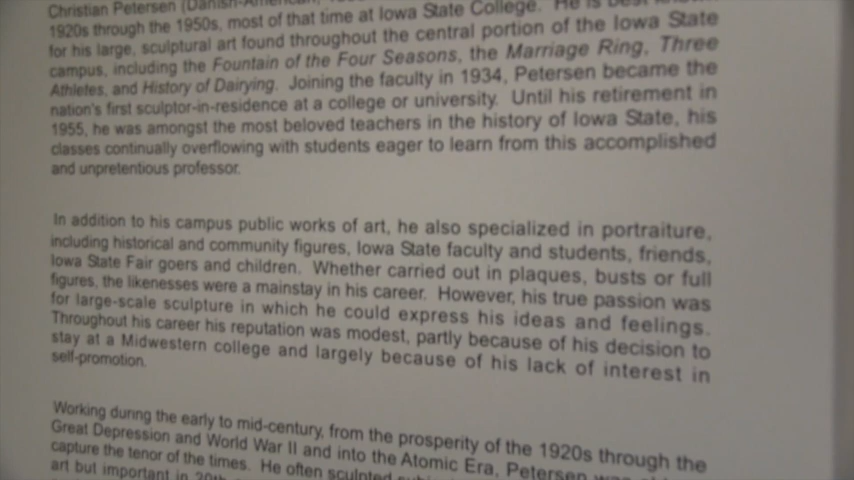 Christian Petersen (Danish-American,
1920s through the 1950s, most of that time at Iowa State College. He is best
for his large, sculptural art found throughout the central portion of the Iowa State
campus, including the Fountain of the Four Seasons, the Marriage Ring, Three
Athletes, and History of Dairying. Joining the faculty in 1934, Petersen became the
nation's first sculptor-in-residence at a college or university. Until his retirement in
1955, he was amongst the most beloved teachers in the history of Iowa State, his
classes continually overflowing with students eager to learn from this accomplished
and unpretentious professor.
In addition to his campus public works of art, he also specialized in portraiture,
including historical and community figures, Iowa State faculty and students, friends,
Iowa State Fair goers and children. Whether carried out in plaques, busts or full
figures, the likenesses were a mainstay in his career. However, his true passion was
for large-scale sculpture in which he could express his ideas and feelings.
Throughout his career his reputation was modest, partly because of his decision to
stay at a Midwestern college and largely because of his lack of interest in
self-promotion.
Working during the early to mid-century, from the prosperity of the 1920s through the
Great Depression and World War II and into the Atomic Era, Petersen was
capture the tenor of the times. He often sculpted
art but important in 20th